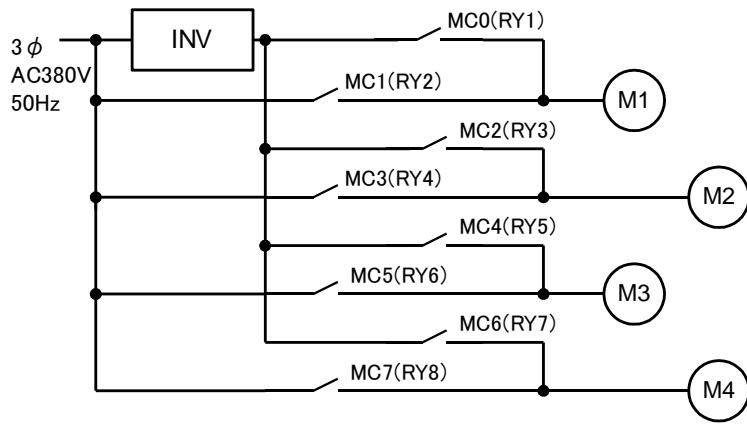 INV
MC0(RY1)
3φ
AC380V
50Hz
MC1(RY2)
M1
MC2(RY3)
MC3(RY4)
M2
MC4(RY5)
MC5(RY6)
M3
MC6(RY7)
MC7(RY8)
M4